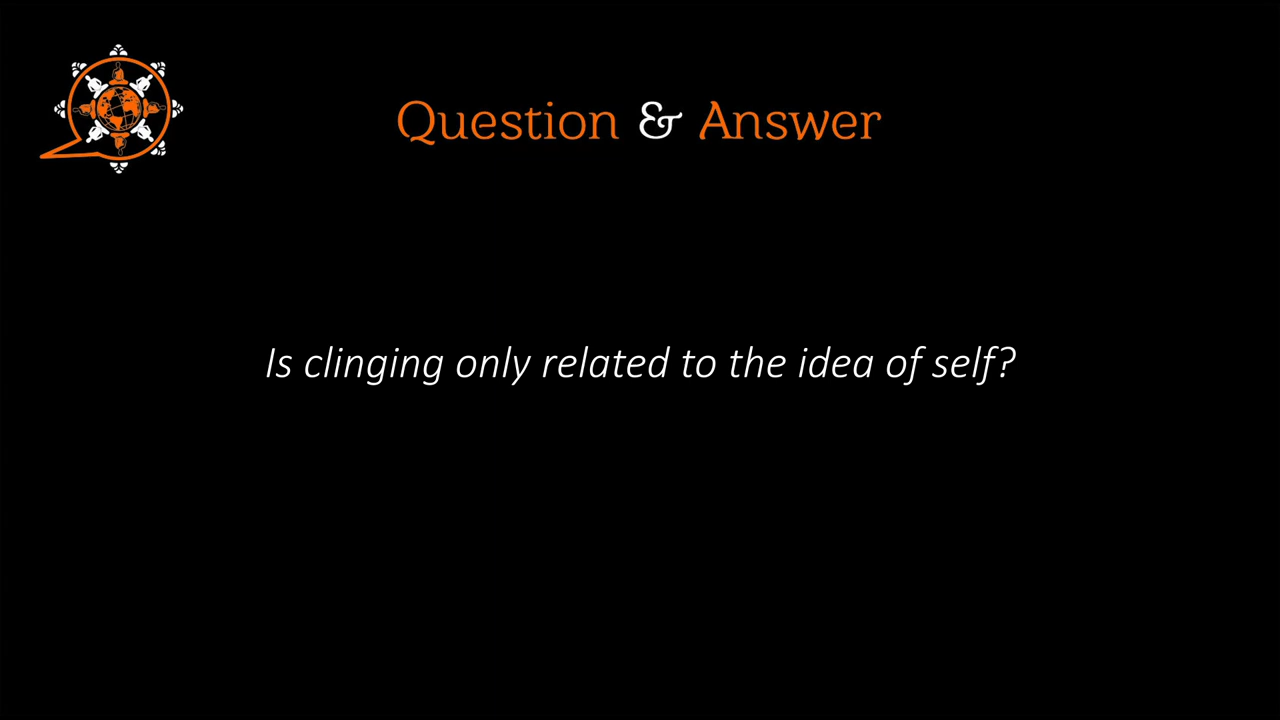 Question & Answer
Is clinging only related to the idea of self?